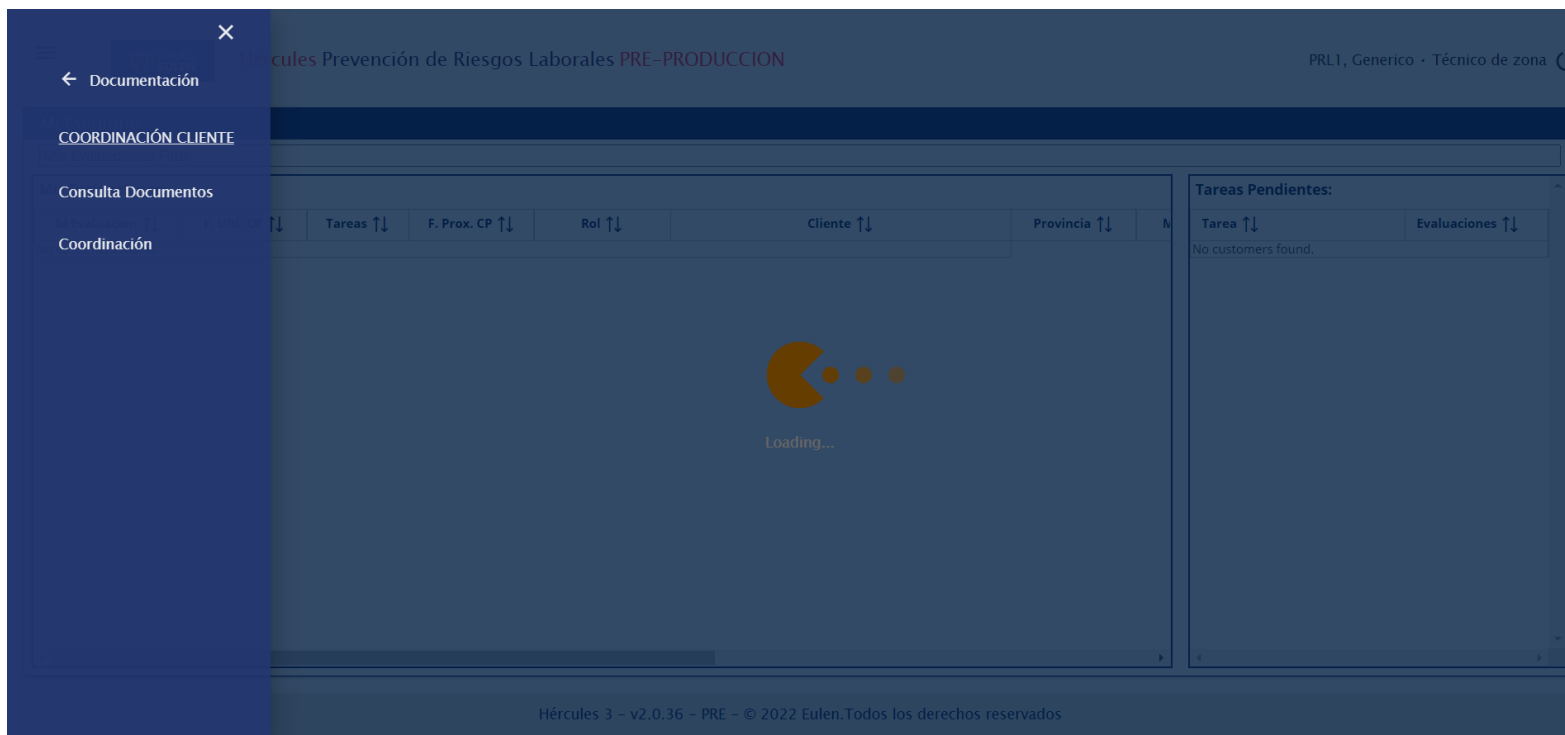 cules Prevención de Riesgos Laborales PRE-PRODUCCION
PRL1, Generico · Técnico de zona
← Documentación
COORDINACIÓN CLIENTE
Consulta Documentos
Coordinación
Tareas F. Prox. CP Rol Cliente Provincia M
Tareas Pendientes:
Tarea Evaluaciones
No customers found.
Loading...
Hércules 3 - v2.0.36 - PRE - © 2022 Eulen.Todos los derechos reservados